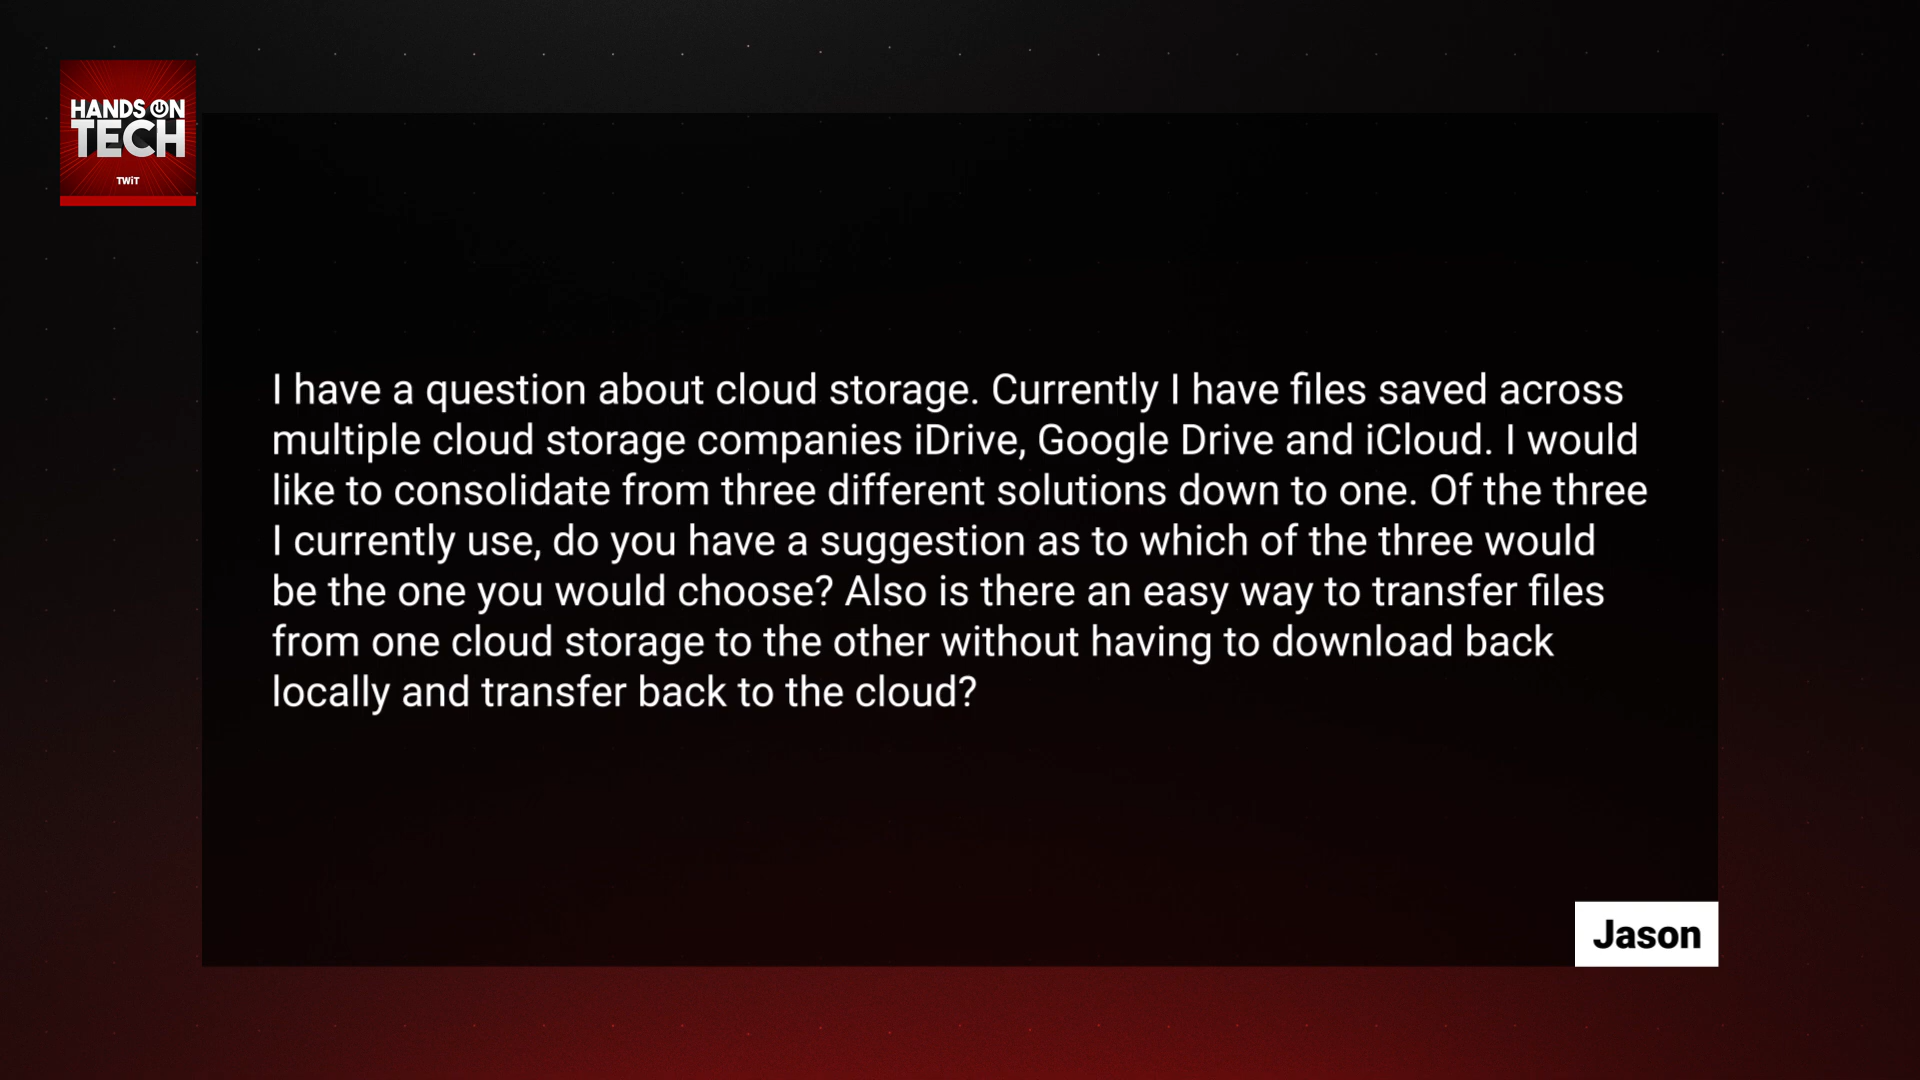 HANDS ON
TECH
TWiT
I have a question about cloud storage. Currently I have files saved across
multiple cloud storage companies iDrive, Google Drive and iCloud. I would
like to consolidate from three different solutions down to one. Of the three
I currently use, do you have a suggestion as to which of the three would
be the one you would choose? Also is there an easy way to transfer files
from one cloud storage to the other without having to download back
locally and transfer back to the cloud?
Jason